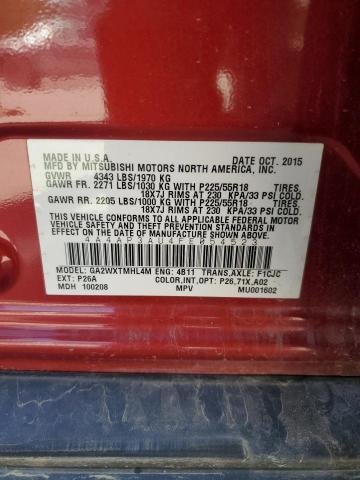 MADE IN U.S.A. DATE OCT. 2015
MFD BY MITSUBISHI MOTORS NORTH AMERICA, INC.
GVWR 4343 LBS/1970 KG
GAWR FR. 2271 LBS/1030 KG WITH P225/55R18 TIRES,
18X7J RIMS AT 230 KPA/33 PSI COLD.
GAWR RR. 2205 LBS/1000 KG WITH P225/55R18 TIRES,
18X7J RIMS AT 230 KPA/33 PSI COLD.
THIS VEHICLE CONFORMS TO ALL APPLICABLE FEDERAL MOTOR
VEHICLE SAFETY AND THEFT PREVENTION STANDARDS IN
EFFECT ON THE DATE OF MANUFACTURE SHOWN ABOVE.
4A4AP3AU4FE054523
MODEL: GA2WXTMHL4M ENG: 4B11 TRANS,AXLE: F1CJC
EXT: P26A COLOR,INT,OPT: P26,71X,A02
MDH 100208 MPV MU001602